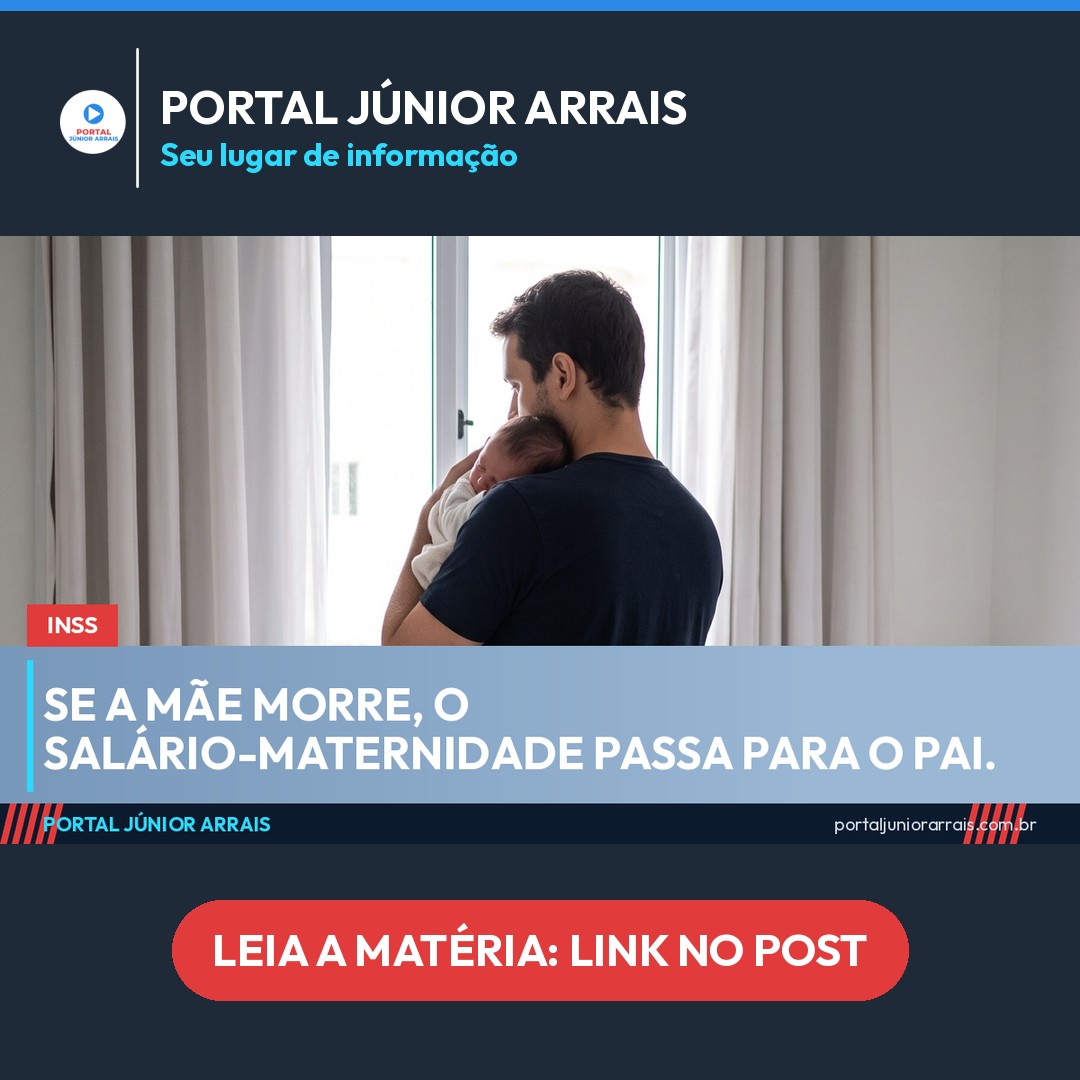 PORTAL
JÚNIOR ARRAIS
PORTAL JÚNIOR ARRAIS
Seu lugar de informação
INSS
SE A MÃE MORRE, O
SALÁRIO-MATERNIDADE PASSA PARA O PAI.
PORTAL JÚNIOR ARRAIS
portaljuniorarrais.com.br
LEIA A MATÉRIA: LINK NO POST